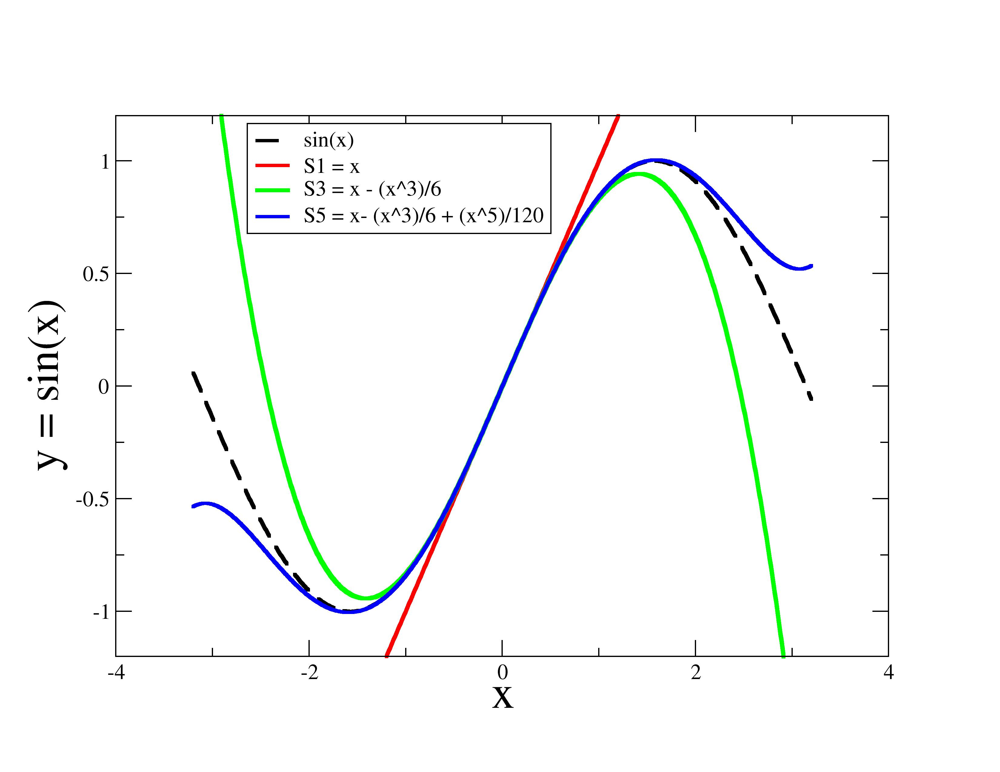 sin(x)
S1 = x
S3 = x - (x^3)/6
S5 = x- (x^3)/6 + (x^5)/120
1
0.5
0
-0.5
-1
y = sin(x)
-4 -2 0 2 4
x